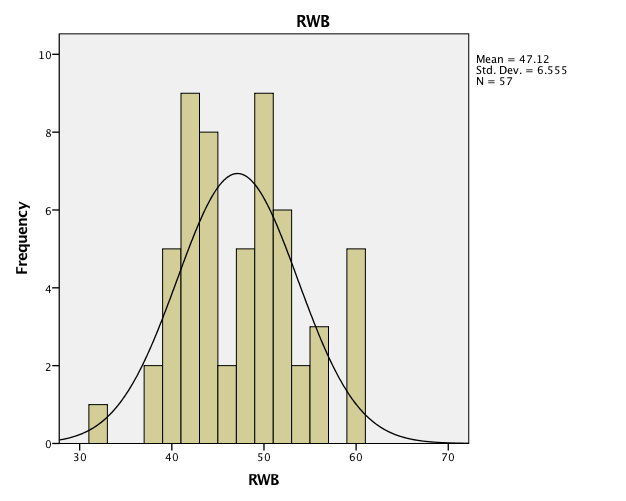 RWB
Mean = 47.12
Std. Dev. = 6.555
N = 57
10
8
6
4
2
0
Frequency
30 40 50 60 70
RWB